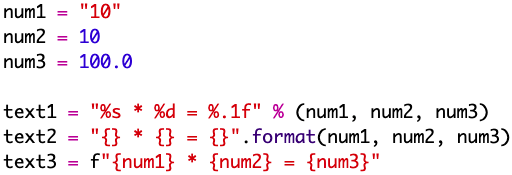 num1 = "10"
num2 = 10
num3 = 100.0
text1 = "%s * %d = %.1f" % (num1, num2, num3)
text2 = "{} * {} = {}".format(num1, num2, num3)
text3 = f"{num1} * {num2} = {num3}"